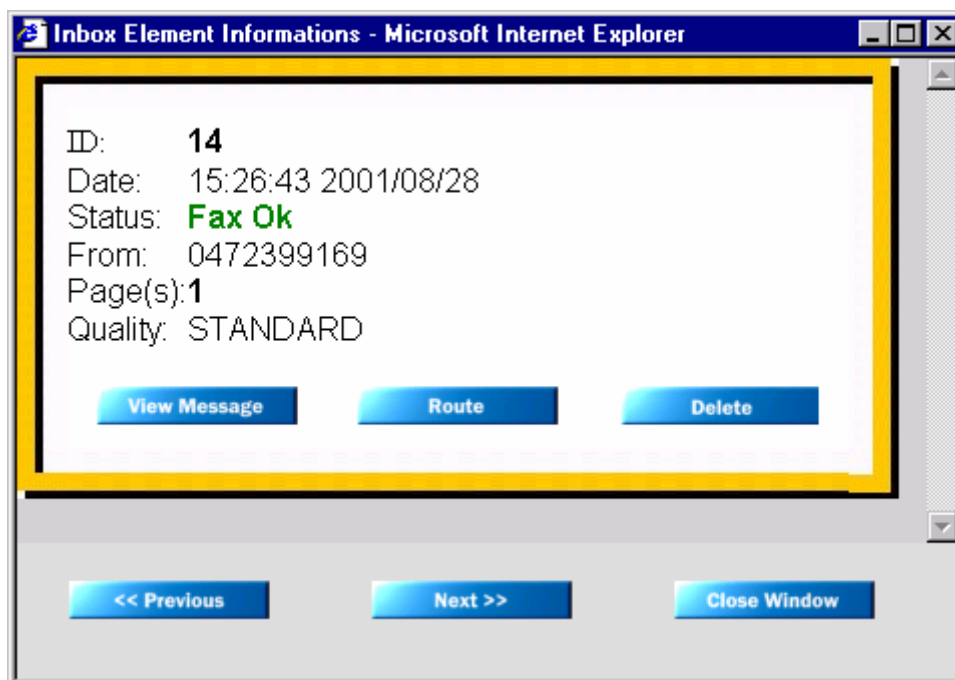 Inbox Element Informations - Microsoft Internet Explorer
ID: 14
Date: 15:26:43 2001/08/28
Status: Fax Ok
From: 0472399169
Page(s):1
Quality: STANDARD
View Message Route Delete
<< Previous Next >> Close Window